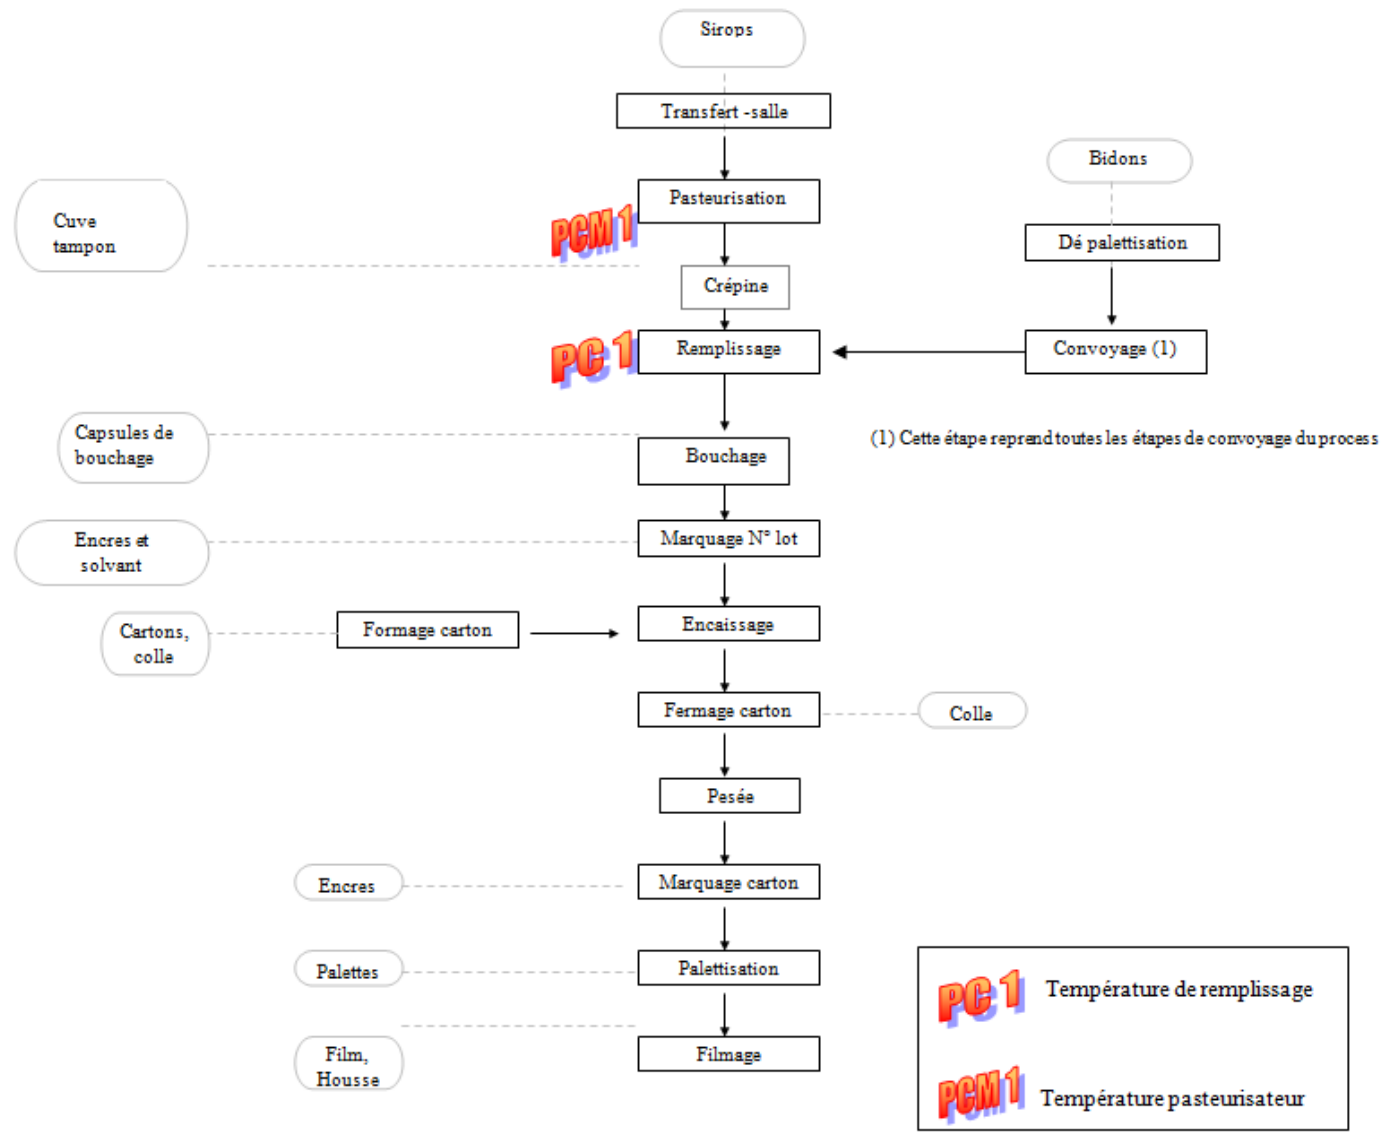 Sirops
Transfert -salle
Bidons
Pasteurisation
PCM 1
Cuve
tampon
Dé palettisation
Crépine
PC 1
Remplissage
Convoyage (1)
Capsules de
bouchage
(1) Cette étape reprend toutes les étapes de convoyage du process
Bouchage
Encres et
solvant
Marquage N° lot
Cartons,
colle
Formage carton
Encaissage
Fermage carton
Colle
Pesée
Encres
Marquage carton
Palettes
Palettisation
Film,
Housse
Filmage
PC 1 Température de remplissage
PCM 1 Température pasteurisateur